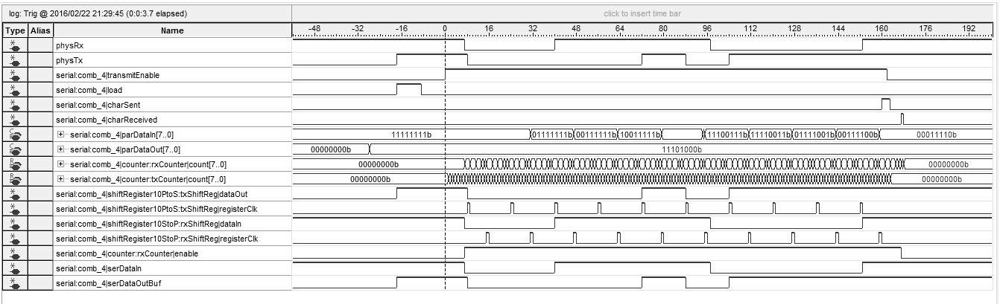 log: Trig @ 2016/02/22 21:29:45 (0:0:3.7 elapsed) click to insert time bar
Type Alias Name -48 -32 -16 0 16 32 48 64 80 96 112 128 144 160 176 192
physRx
physTx
serial:comb_4|transmitEnable
serial:comb_4|load
serial:comb_4|charSent
serial:comb_4|charReceived
serial:comb_4|parDataIn[7..0] 11111111b 01111111b 00111111b 10011111b 11100111b 11110011b 01111001b 00111100b 00011110b
serial:comb_4|parDataOut[7..0] 00000000b 11101000b
serial:comb_4|counter:rxCounter|count[7..0] 00000000b 00000000b
serial:comb_4|counter:txCounter|count[7..0] 00000000b 00000000b
serial:comb_4|shiftRegister10PtoS:txShiftReg|dataOut
serial:comb_4|shiftRegister10PtoS:txShiftReg|registerClk
serial:comb_4|shiftRegister10StoP:rxShiftReg|dataIn
serial:comb_4|shiftRegister10StoP:rxShiftReg|registerClk
serial:comb_4|counter:rxCounter|enable
serial:comb_4|serDataIn
serial:comb_4|serDataOutBuf